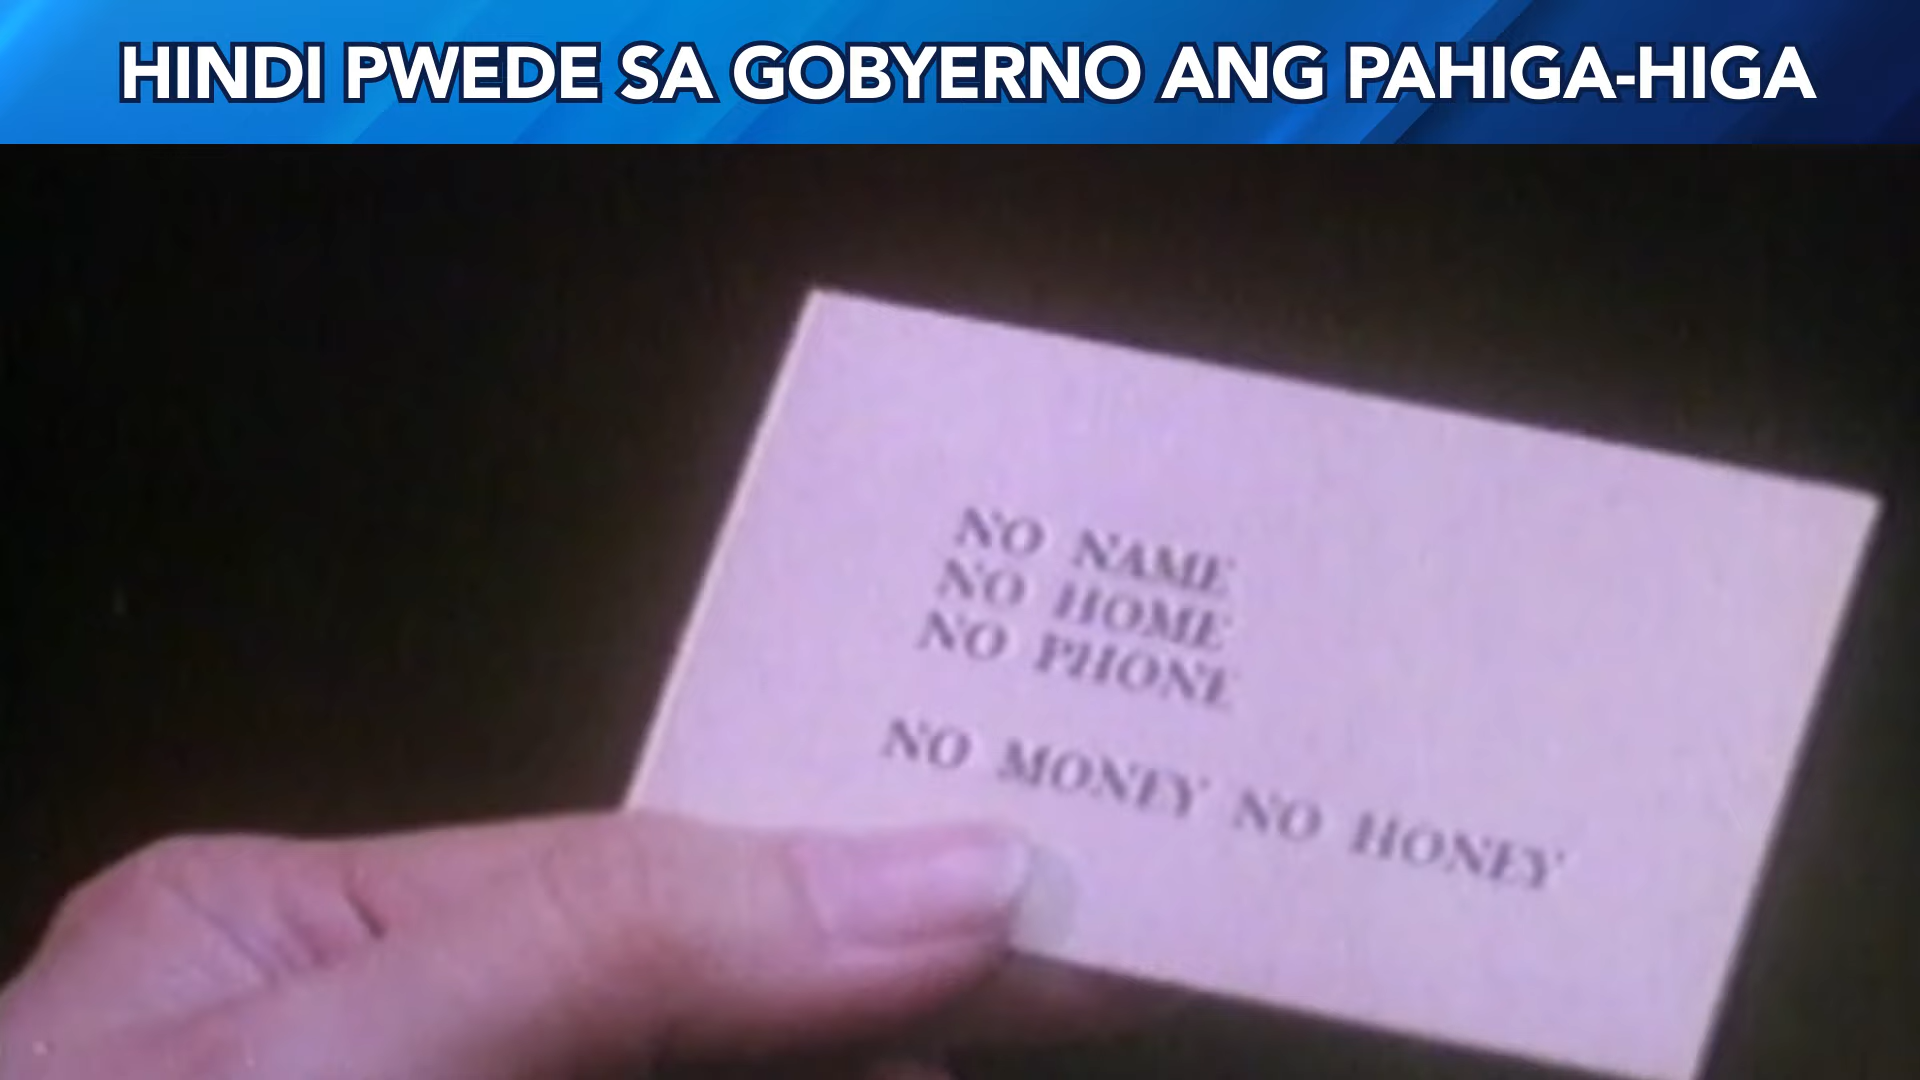 HINDI PWEDE SA GOBYERNO ANG PAHIGA-HIGA
NO NAME
NO HOME
NO PHONE
NO MONEY NO HONEY